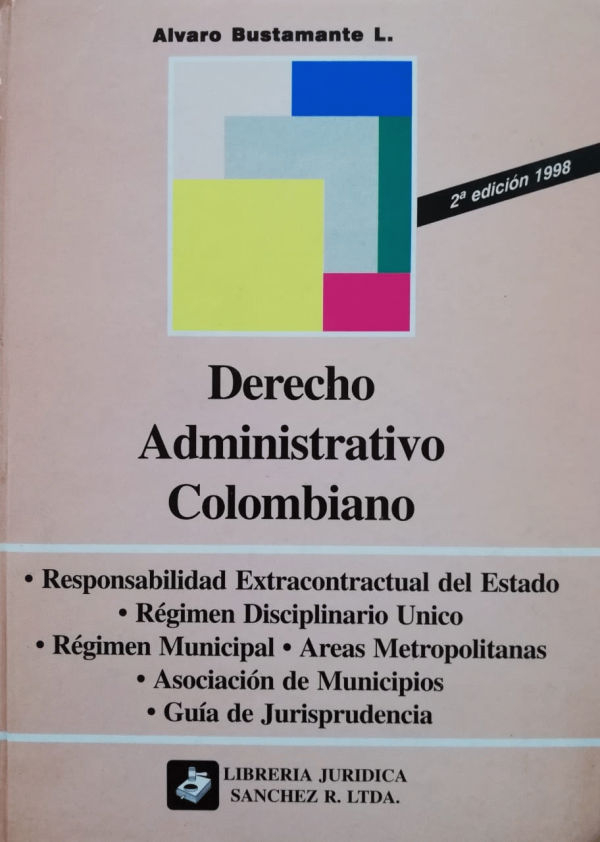 Alvaro Bustamante L.
2ª edición 1998
Derecho
Administrativo
Colombiano
• Responsabilidad Extracontractual del Estado
• Régimen Disciplinario Unico
• Régimen Municipal • Areas Metropolitanas
• Asociación de Municipios
• Guía de Jurisprudencia
LIBRERIA JURIDICA
SANCHEZ R. LTDA.